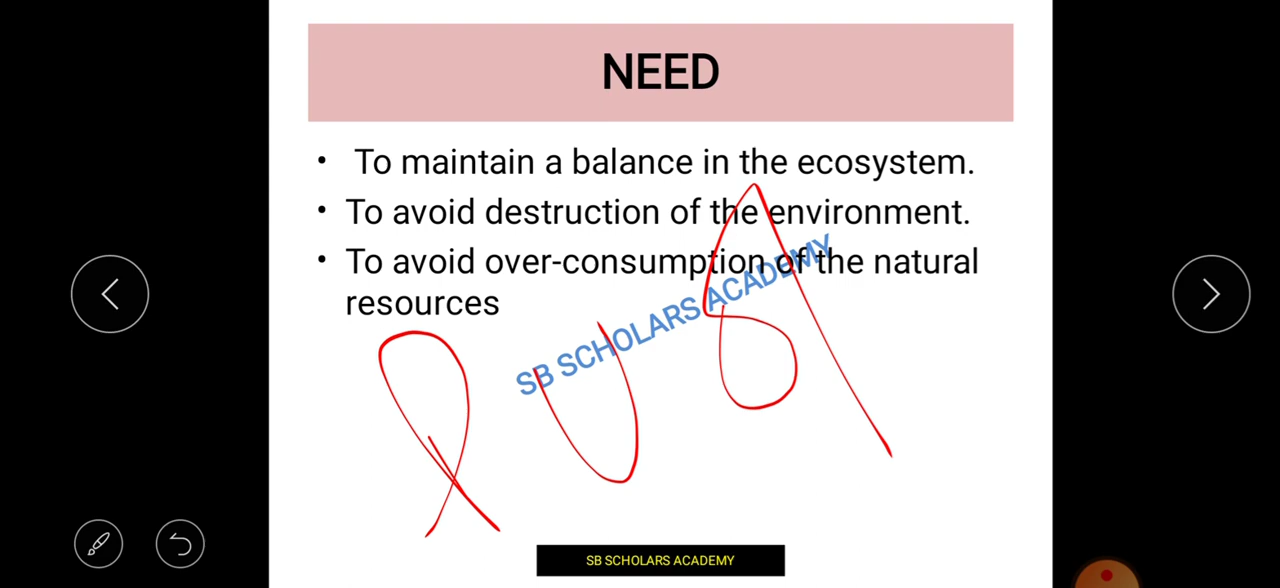 NEED
• To maintain a balance in the ecosystem.
• To avoid destruction of the environment.
• To avoid over-consumption of the natural
resources
SB SCHOLARS ACADEMY
SB SCHOLARS ACADEMY